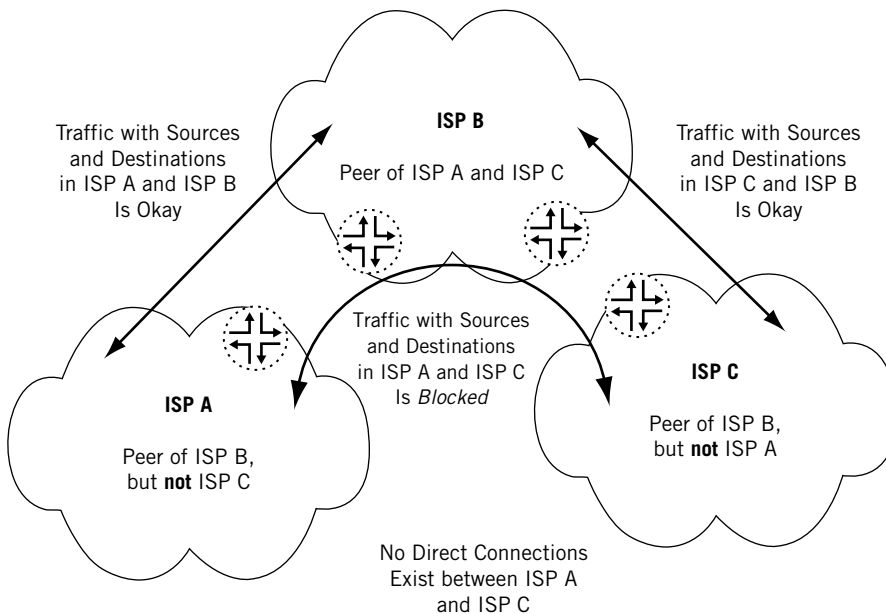 ISP B
Peer of ISP A and ISP C
Traffic with Sources
and Destinations
in ISP A and ISP B
Is Okay
Traffic with Sources
and Destinations
in ISP C and ISP B
Is Okay
Traffic with Sources
and Destinations
in ISP A and ISP C
Is Blocked
ISP A
Peer of ISP B,
but not ISP C
ISP C
Peer of ISP B,
but not ISP A
No Direct Connections
Exist between ISP A
and ISP C